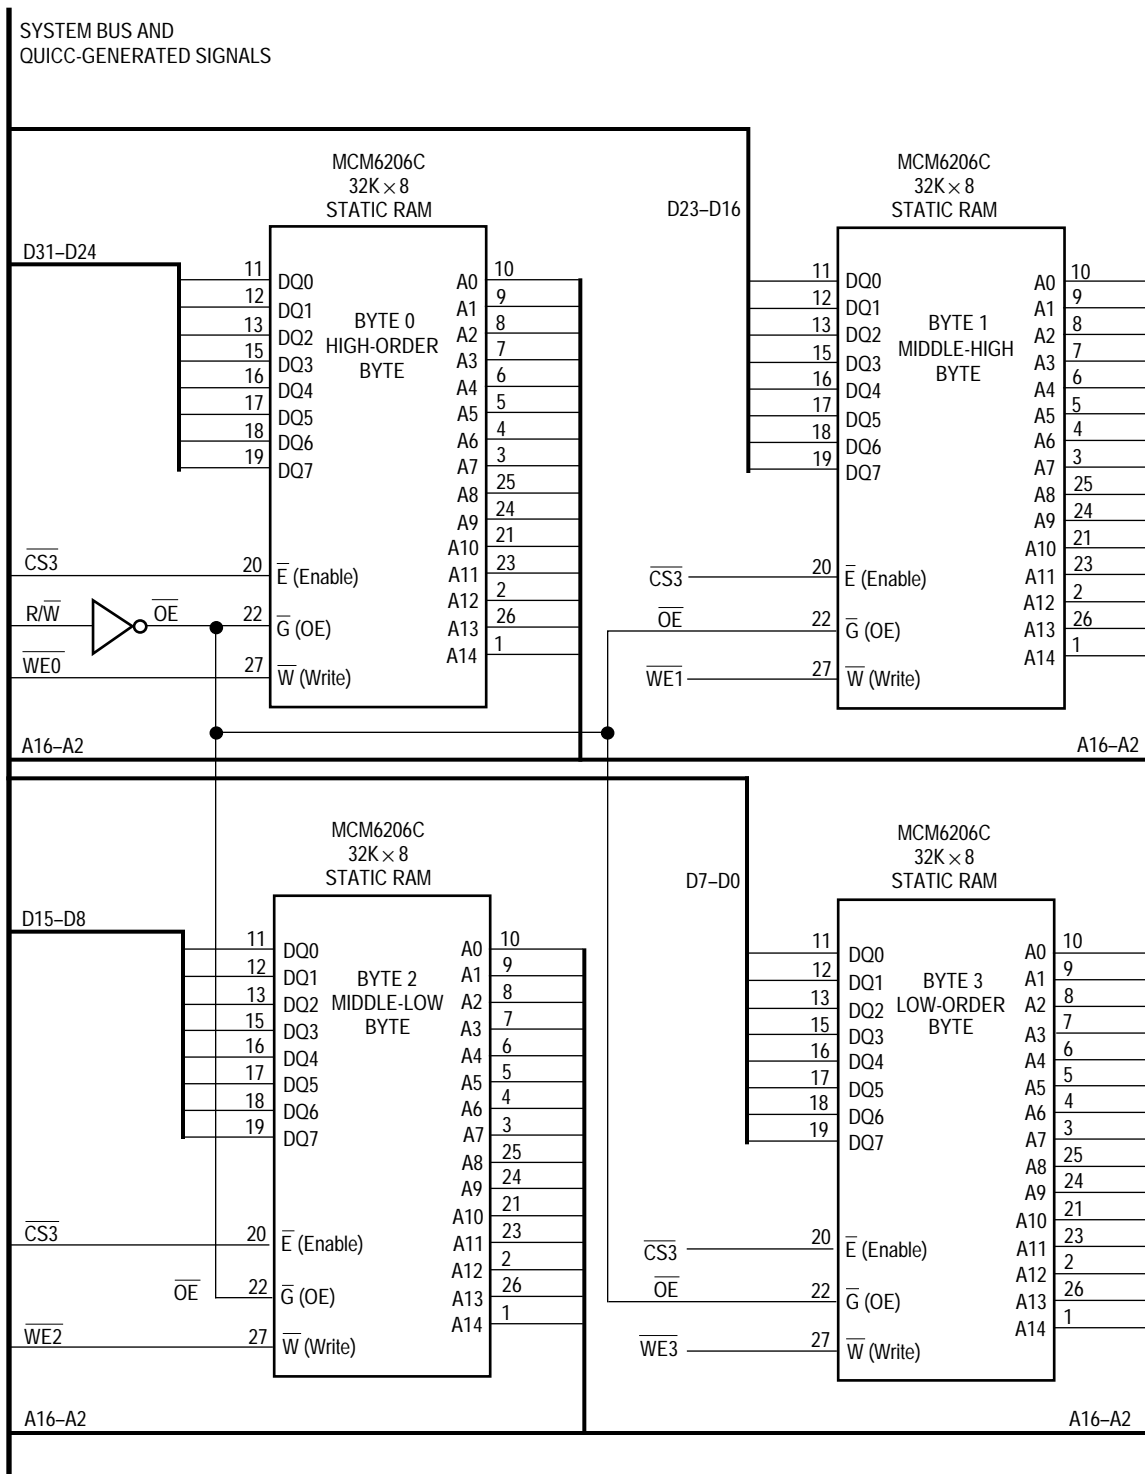 SYSTEM BUS AND
QUICC-GENERATED SIGNALS
MCM6206C
32K × 8
STATIC RAM
D31–D24
11 DQ0
12 DQ1
13 DQ2
15 DQ3
16 DQ4
17 DQ5
18 DQ6
19 DQ7
BYTE 0
HIGH-ORDER
BYTE
A0 10
A1 9
A2 8
A3 7
A4 6
A5 5
A6 4
A7 3
A8 25
A9 24
A10 21
A11 23
A12 2
A13 26
A14 1
C̅S̅3̅ 20 E̅ (Enable)
R/W̅ O̅E̅ 22 G̅ (OE)
W̅E̅0̅ 27 W̅ (Write)
A16–A2
MCM6206C
32K × 8
STATIC RAM
D23–D16
11 DQ0
12 DQ1
13 DQ2
15 DQ3
16 DQ4
17 DQ5
18 DQ6
19 DQ7
BYTE 1
MIDDLE-HIGH
BYTE
A0 10
A1 9
A2 8
A3 7
A4 6
A5 5
A6 4
A7 3
A8 25
A9 24
A10 21
A11 23
A12 2
A13 26
A14 1
C̅S̅3̅ 20 E̅ (Enable)
O̅E̅ 22 G̅ (OE)
W̅E̅1̅ 27 W̅ (Write)
A16–A2
MCM6206C
32K × 8
STATIC RAM
D15–D8
11 DQ0
12 DQ1
13 DQ2
15 DQ3
16 DQ4
17 DQ5
18 DQ6
19 DQ7
BYTE 2
MIDDLE-LOW
BYTE
A0 10
A1 9
A2 8
A3 7
A4 6
A5 5
A6 4
A7 3
A8 25
A9 24
A10 21
A11 23
A12 2
A13 26
A14 1
C̅S̅3̅ 20 E̅ (Enable)
O̅E̅ 22 G̅ (OE)
W̅E̅2̅ 27 W̅ (Write)
A16–A2
MCM6206C
32K × 8
STATIC RAM
D7–D0
11 DQ0
12 DQ1
13 DQ2
15 DQ3
16 DQ4
17 DQ5
18 DQ6
19 DQ7
BYTE 3
LOW-ORDER
BYTE
A0 10
A1 9
A2 8
A3 7
A4 6
A5 5
A6 4
A7 3
A8 25
A9 24
A10 21
A11 23
A12 2
A13 26
A14 1
C̅S̅3̅ 20 E̅ (Enable)
O̅E̅ 22 G̅ (OE)
W̅E̅3̅ 27 W̅ (Write)
A16–A2